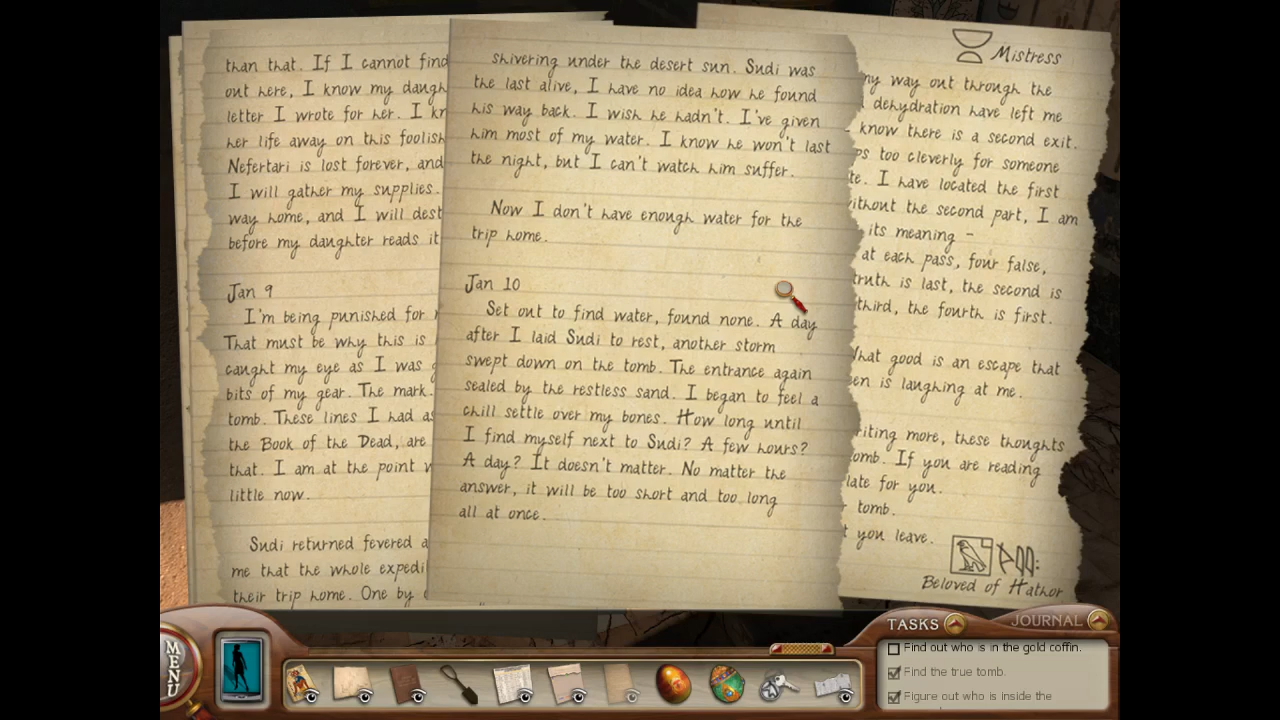 than that. If I cannot find
out here, I know my daugh
letter I wrote for her. I kn
her life away on this foolish
Nefertari is lost forever, and
I will gather my supplies.
way home, and I will dest
before my daughter reads it
Jan 9
I'm being punished for
That must be why this is
caught my eye as I was
bits of my gear. The mark.
tomb. These lines I had as
the Book of the Dead, are
that. I am at the point
little now.
Sudi returned fevered a
me that the whole expedi
their trip home. One by
shivering under the desert sun. Sudi was
the last alive, I have no idea how he found
his way back. I wish he hadn't. I've given
him most of my water. I know he won't last
the night, but I can't watch him suffer.
Now I don't have enough water for the
trip home.
Jan 10
Set out to find water, found none. A day
after I laid Sudi to rest, another storm
swept down on the tomb. The entrance again
sealed by the restless sand. I began to feel a
chill settle over my bones. How long until
I find myself next to Sudi? A few hours?
A day? It doesn't matter. No matter the
answer, it will be too short and too long
all at once.
Mistress
my way out through the
dehydration have left me
know there is a second exit.
ps too cleverly for someone
te. I have located the first
ithout the second part, I am
its meaning -
at each pass, four false,
truth is last, the second is
third, the fourth is first.
What good is an escape that
en is laughing at me.
riting more, these thoughts
omb. If you are reading
late for you.
tomb.
t you leave.
Beloved of Hathor
MENU
TASKS
JOURNAL
Find out who is in the gold coffin.
Find the true tomb.
Figure out who is inside the